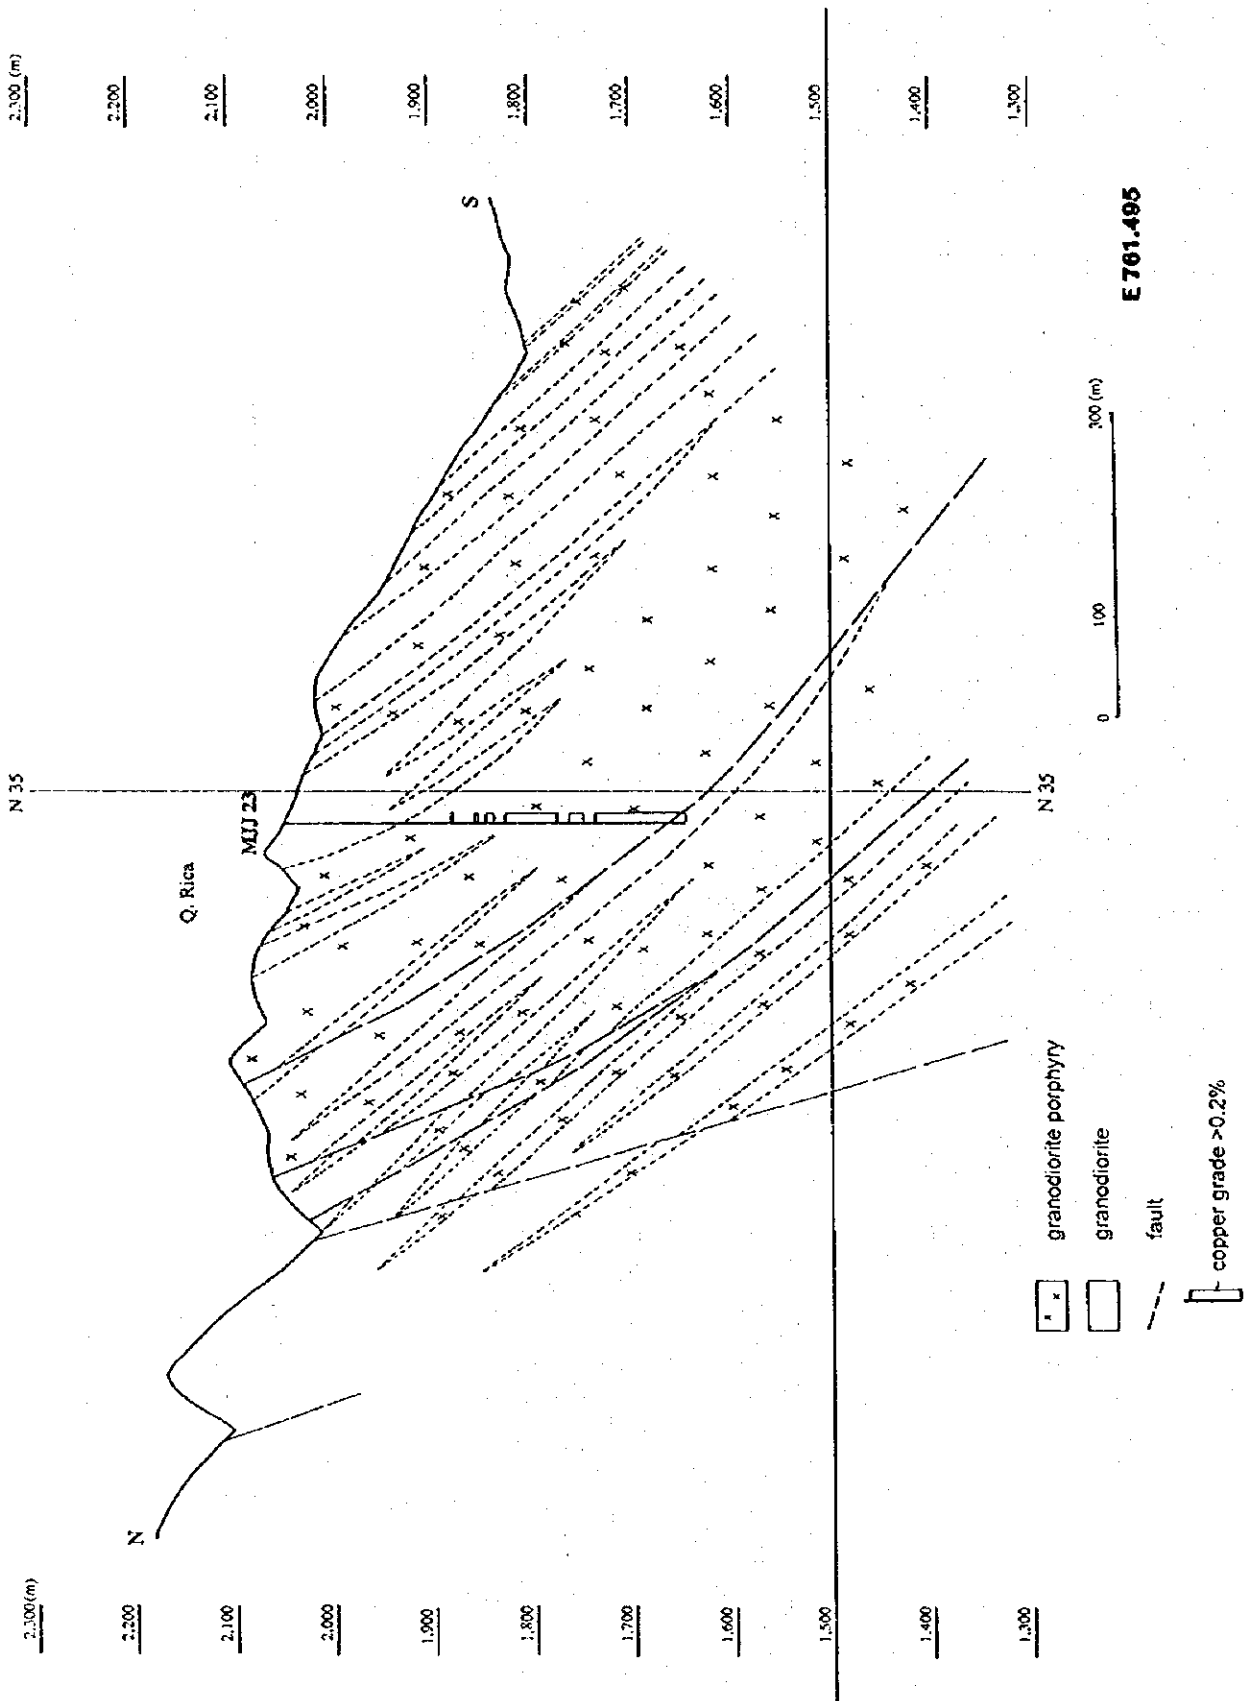 2,300 (m)
2,200
2,100
2,000
1,900
1,800
1,700
1,600
1,500
1,400
1,300
N
S
Q. Rica
MJJ 23
N 35
N 35
2,300 (m)
2,200
2,100
2,000
1,900
1,800
1,700
1,600
1,500
1,400
1,300
0 100 300 (m)
E 761.495
granodiorite porphyry
granodiorite
fault
copper grade >0.2%